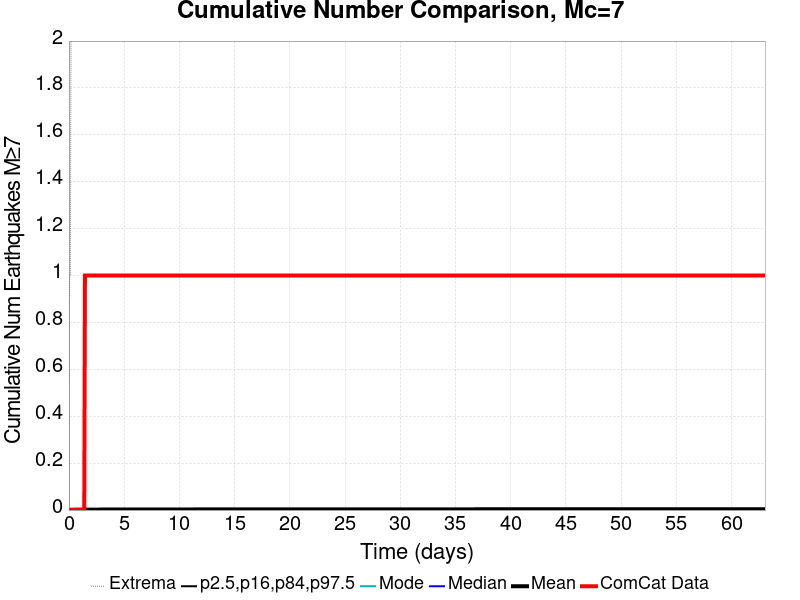 Cumulative Number Comparison, Mc=7
Cumulative Num Earthquakes M≥7
2
1.8
1.6
1.4
1.2
1
0.8
0.6
0.4
0.2
0
0 5 10 15 20 25 30 35 40 45 50 55 60
Time (days)
Extrema p2.5,p16,p84,p97.5 Mode Median Mean ComCat Data